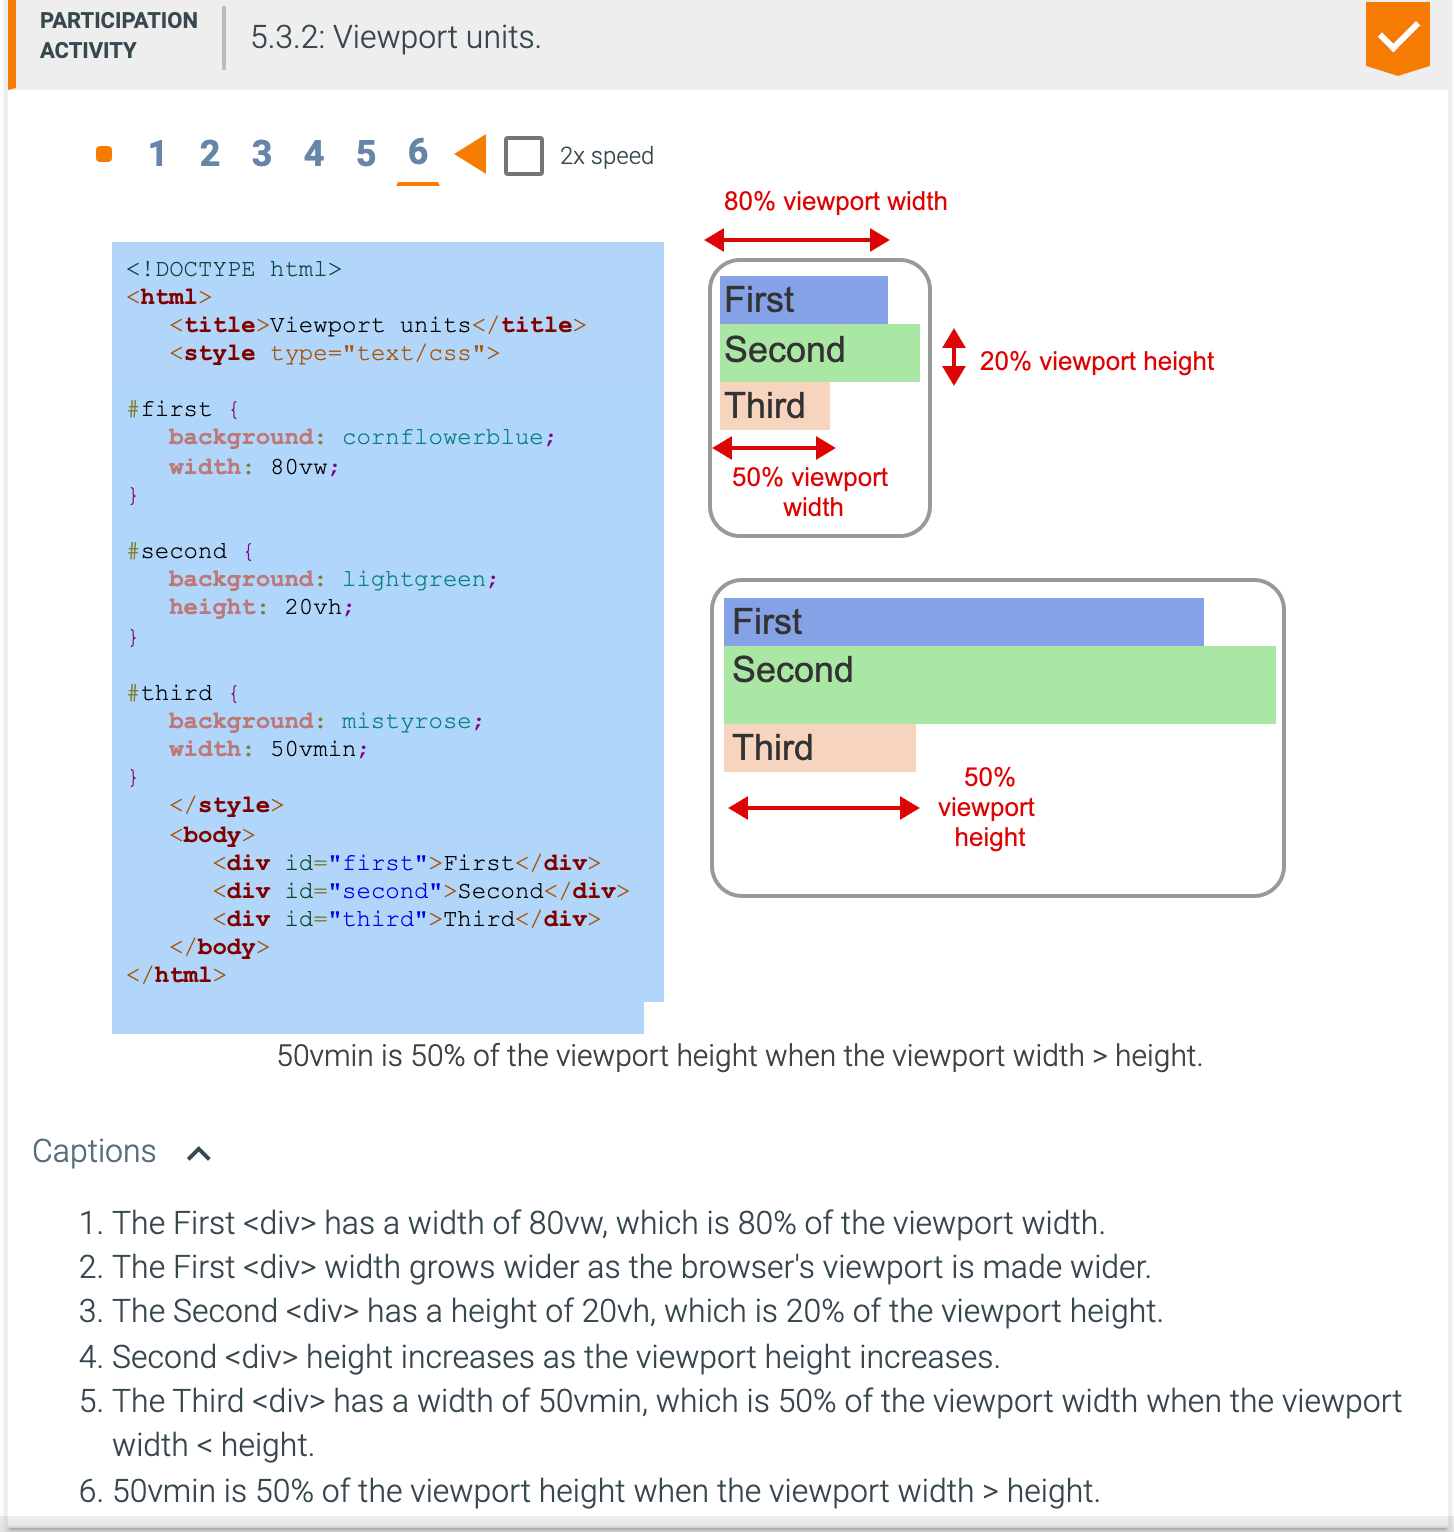 PARTICIPATION
ACTIVITY
5.3.2: Viewport units.
1 2 3 4 5 6
2x speed
<!DOCTYPE html>
<html>
   <title>Viewport units</title>
   <style type="text/css">

#first {
   background: cornflowerblue;
   width: 80vw;
}

#second {
   background: lightgreen;
   height: 20vh;
}

#third {
   background: mistyrose;
   width: 50vmin;
}
   </style>
   <body>
      <div id="first">First</div>
      <div id="second">Second</div>
      <div id="third">Third</div>
   </body>
</html>
80% viewport width
First
Second
20% viewport height
Third
50% viewport
width
First
Second
Third
50%
viewport
height
50vmin is 50% of the viewport height when the viewport width > height.
Captions
1. The First <div> has a width of 80vw, which is 80% of the viewport width.
2. The First <div> width grows wider as the browser's viewport is made wider.
3. The Second <div> has a height of 20vh, which is 20% of the viewport height.
4. Second <div> height increases as the viewport height increases.
5. The Third <div> has a width of 50vmin, which is 50% of the viewport width when the viewport
width < height.
6. 50vmin is 50% of the viewport height when the viewport width > height.